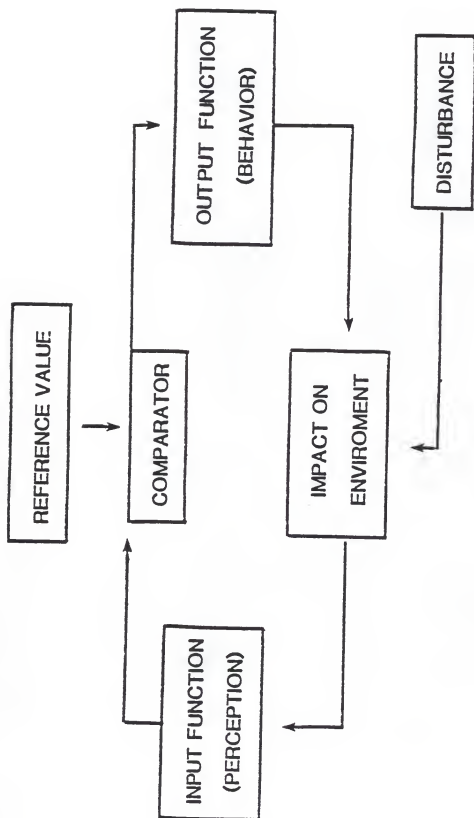 REFERENCE VALUE
COMPARATOR
INPUT FUNCTION
(PERCEPTION)
OUTPUT FUNCTION
(BEHAVIOR)
IMPACT ON
ENVIROMENT
DISTURBANCE